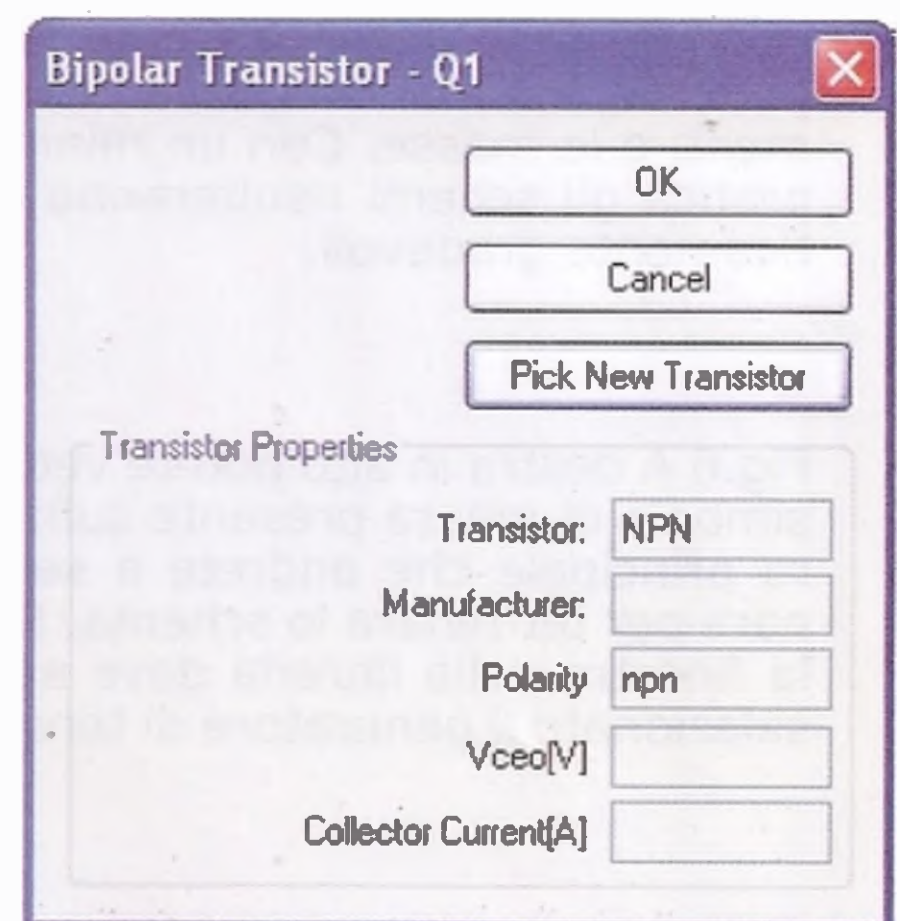 Bipolar Transistor - Q1
OK
Cancel
Pick New Transistor
Transistor Properties
Transistor: NPN
Manufacturer:
Polarity npn
Vceo[V]
Collector Current[A]